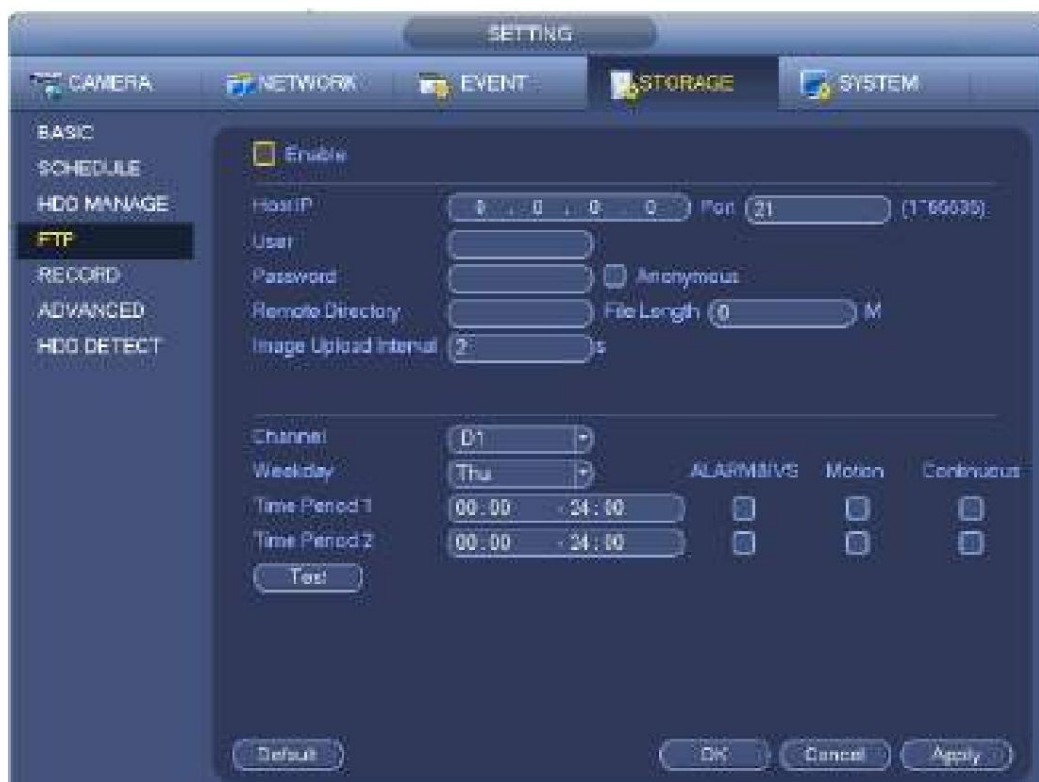 SETTING
CAMERA NETWORK EVENT STORAGE SYSTEM
BASIC
SCHEDULE
HDD MANAGE
FTP
RECORD
ADVANCED
HDD DETECT
Enable
Host IP 0 . 0 . 0 . 0 Port 21 (1~65535)
User
Password Anonymous
Remote Directory File Length 0 M
Image Upload Interval 2 s
Channel D1
Weekday Thu ALARM&IVS Motion Continuous
Time Period 1 00:00 - 24:00
Time Period 2 00:00 - 24:00
Test
Default OK Cancel Apply